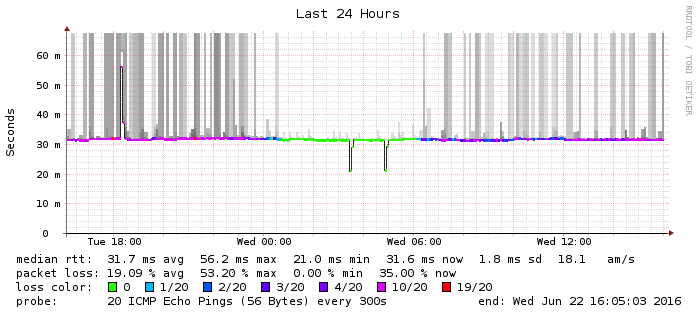 Last 24 Hours
RRDTOOL / TOBI OETIKER
Seconds
60 m
50 m
40 m
30 m
20 m
10 m
0
Tue 18:00 Wed 00:00 Wed 06:00 Wed 12:00
median rtt: 31.7 ms avg 56.2 ms max 21.0 ms min 31.6 ms now 1.8 ms sd 18.1 am/s
packet loss: 19.09 % avg 53.20 % max 0.00 % min 35.00 % now
loss color: 0 1/20 2/20 3/20 4/20 10/20 19/20
probe: 20 ICMP Echo Pings (56 Bytes) every 300s end: Wed Jun 22 16:05:03 2016